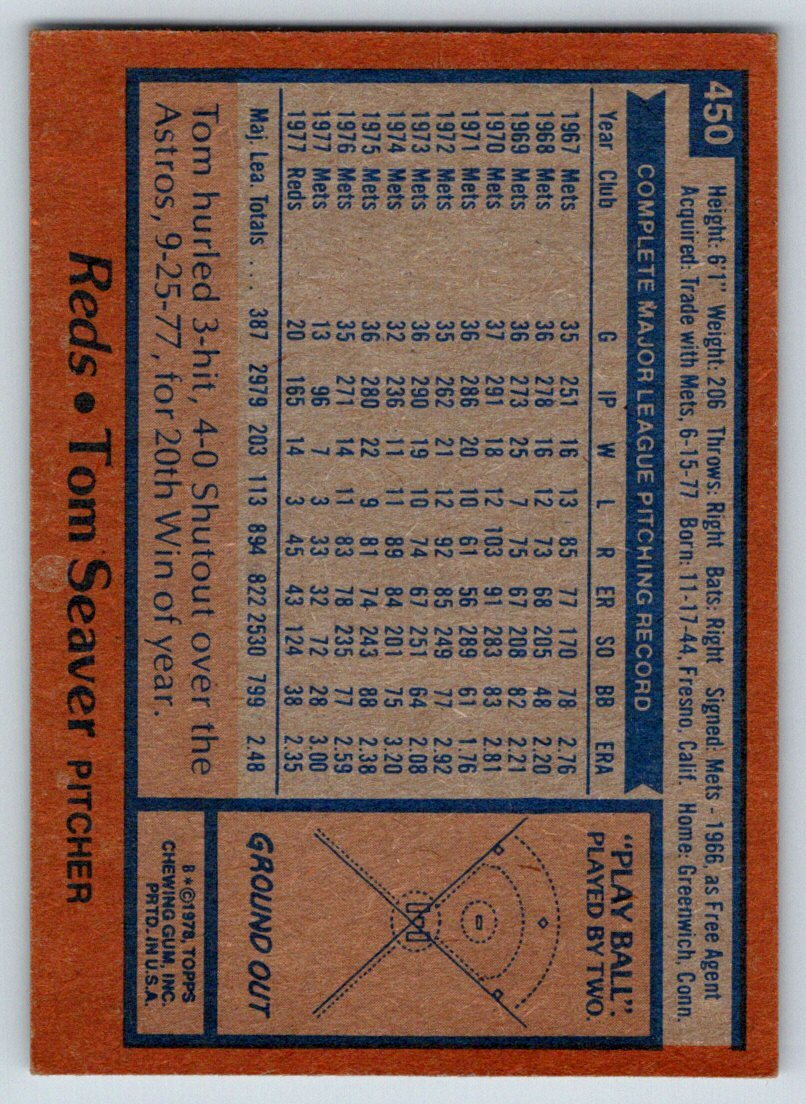 450
Height: 6'1" Weight: 206 Throws: Right Bats: Right Signed: Mets - 1966, as Free Agent
Acquired: Trade with Mets, 6-15-77 Born: 11-17-44, Fresno, Calif. Home: Greenwich, Conn.
COMPLETE MAJOR LEAGUE PITCHING RECORD
Year Club G IP W L R ER SO BB ERA
1967 Mets 35 251 16 13 85 77 170 78 2.76
1968 Mets 36 278 16 12 73 68 205 48 2.20
1969 Mets 36 273 25 7 75 67 208 82 2.21
1970 Mets 37 291 18 12 103 91 283 83 2.81
1971 Mets 36 286 20 10 61 56 289 61 1.76
1972 Mets 35 262 21 12 92 85 249 77 2.92
1973 Mets 36 290 19 10 74 67 251 64 2.08
1974 Mets 32 236 11 11 89 84 201 75 3.20
1975 Mets 36 280 22 9 81 74 243 88 2.38
1976 Mets 35 271 14 11 83 78 235 77 2.59
1977 Mets 13 96 7 3 33 32 72 28 3.00
1977 Reds 20 165 14 3 45 43 124 38 2.35
Maj. Lea. Totals .... 387 2979 203 113 894 822 2530 799 2.48
Tom hurled 3-hit, 4-0 Shutout over the
Astros, 9-25-77, for 20th Win of year.
"PLAY BALL".
PLAYED BY TWO.
GROUND OUT
B * © 1978, TOPPS
CHEWING GUM, INC.
PRTD. IN U.S.A.
Reds • Tom Seaver PITCHER